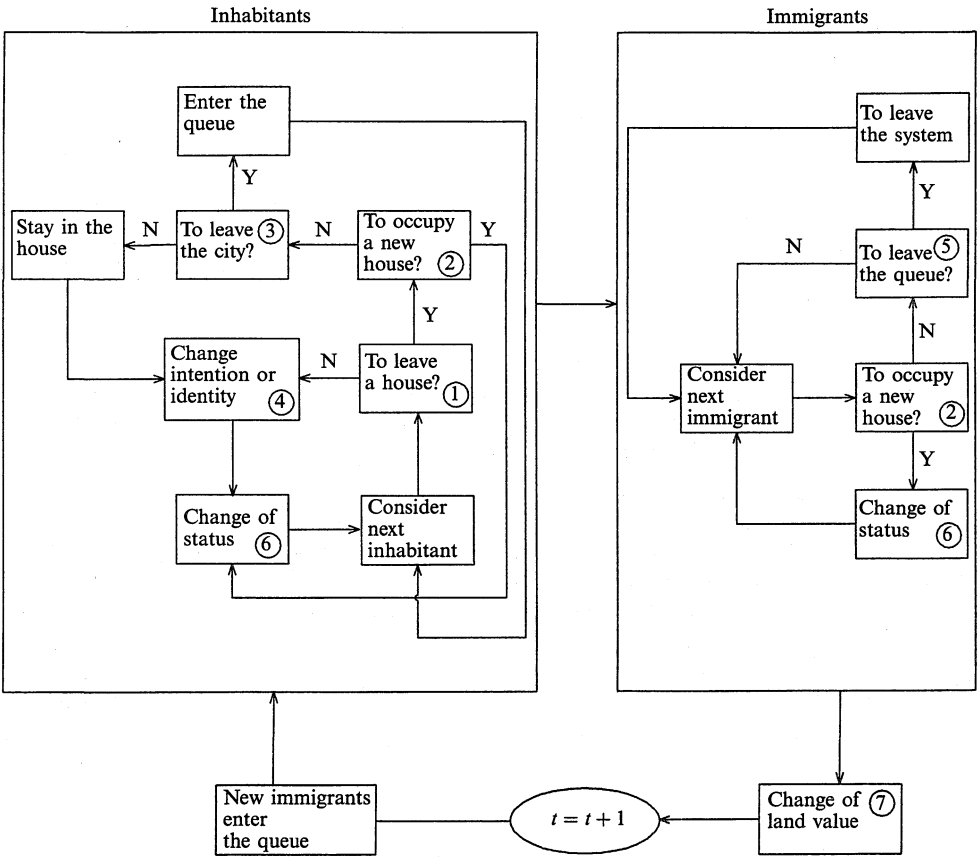 Inhabitants
Immigrants
Enter the
queue
Y
Stay in the
house
N
To leave ③
the city?
N
To occupy
a new
house? ②
Y
Y
Change
intention or
identity ④
N
To leave
a house? ①
Change of
status ⑥
Consider
next
inhabitant
To leave
the system
Y
To leave ⑤
the queue?
N
N
Consider
next
immigrant
To occupy
a new
house? ②
Y
Change of
status ⑥
New immigrants
enter
the queue
t = t + 1
Change of ⑦
land value